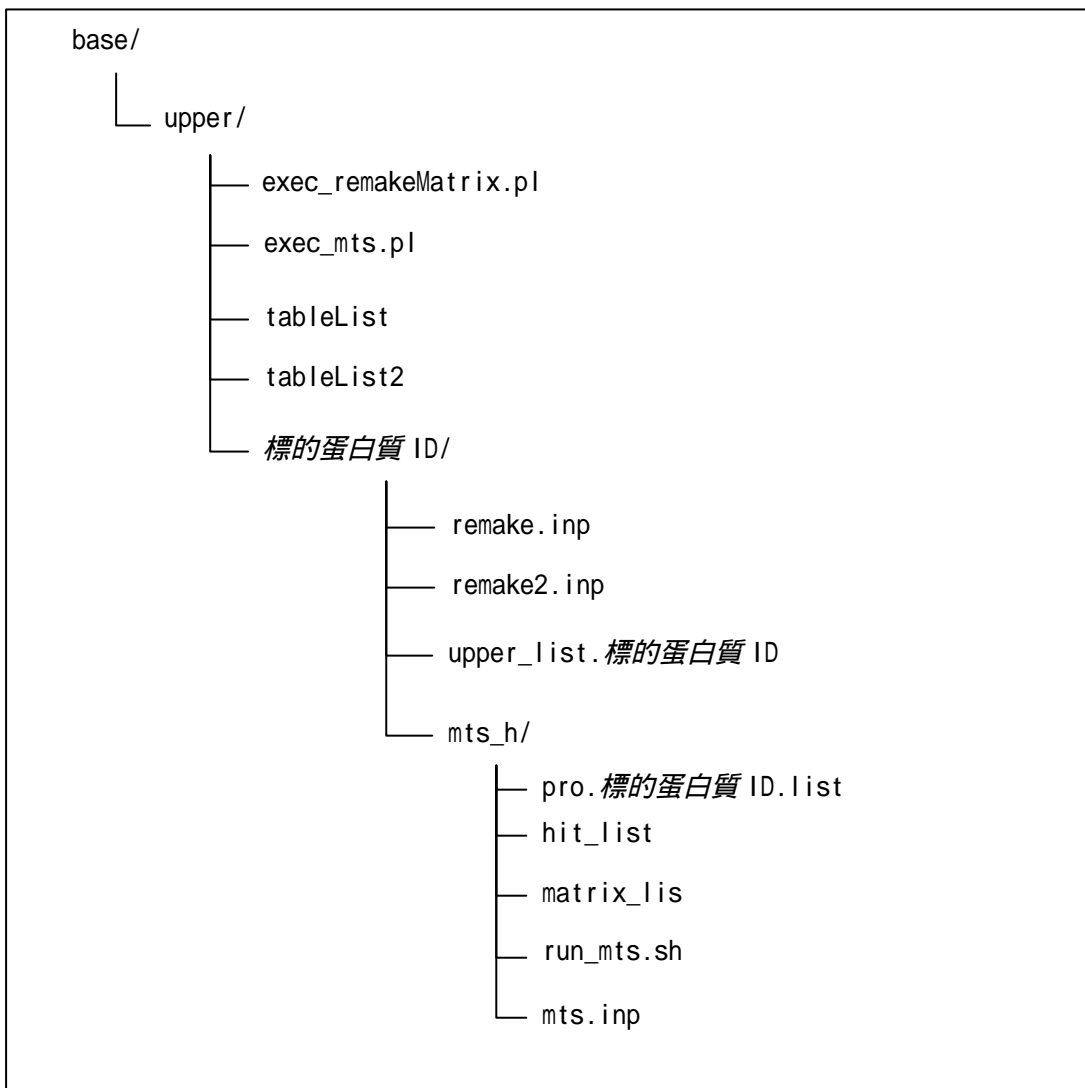 base/
upper/
exec_remakeMatrix.pl
exec_mts.pl
tableList
tableList2
標的蛋白質 ID/
remake.inp
remake2.inp
upper_list.標的蛋白質 ID
mts_h/
pro.標的蛋白質 ID.list
hit_list
matrix_lis
run_mts.sh
mts.inp